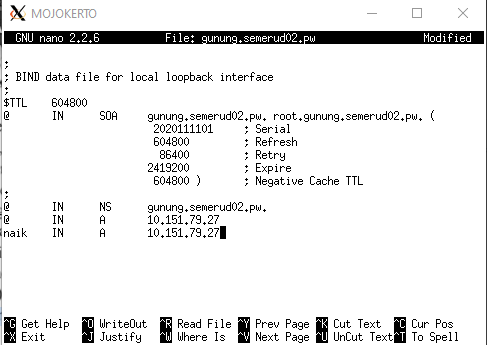 MOJOKERTO
GNU nano 2.2.6 File: gunung.semerud02.pw Modified
;
; BIND data file for local loopback interface
;
$TTL 604800
@ IN SOA gunung.semerud02.pw. root.gunung.semerud02.pw. (
2020111101 ; Serial
604800 ; Refresh
86400 ; Retry
2419200 ; Expire
604800 ) ; Negative Cache TTL
;
@ IN NS gunung.semerud02.pw.
@ IN A 10.151.79.27
naik IN A 10.151.79.27
^G Get Help ^O WriteOut ^R Read File ^Y Prev Page ^K Cut Text ^C Cur Pos
^X Exit ^J Justify ^W Where Is ^V Next Page ^U UnCut Text ^T To Spell